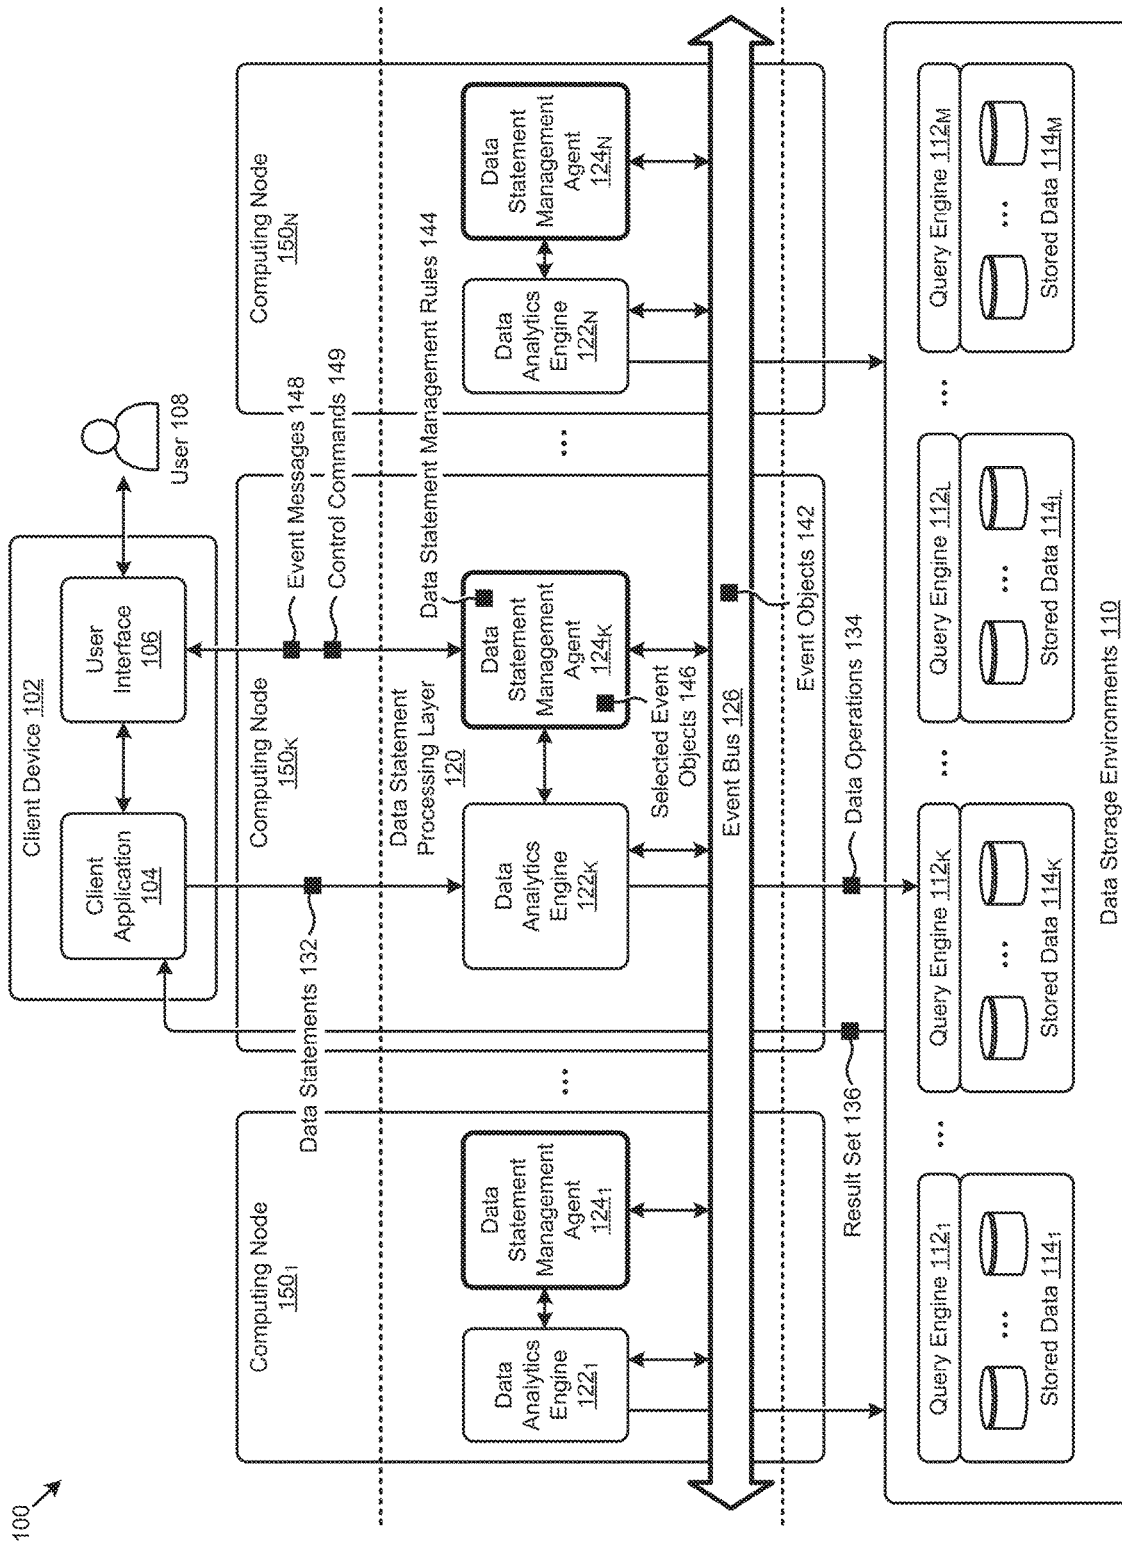 100
Client Device 102
Client
Application
104
User
Interface
106
User 108
Data Statements 132
Event Messages 148
Control Commands 149
Computing Node
150₁
Computing Node
150K
Computing Node
150N
...
...
Data Statement
Processing Layer
120
Data Statement Management Rules 144
Data
Analytics
Engine
122₁
Data
Statement
Management
Agent
124₁
Data
Analytics
Engine
122K
Data
Statement
Management
Agent
124K
Data
Analytics
Engine
122N
Data
Statement
Management
Agent
124N
Selected Event
Objects 146
Event Bus 126
Event Objects 142
Result Set 136
Data Operations 134
Query Engine 112₁
...
Stored Data 114₁
...
Query Engine 112K
...
Stored Data 114K
...
Query Engine 112L
...
Stored Data 114L
...
Query Engine 112M
...
Stored Data 114M
Data Storage Environments 110